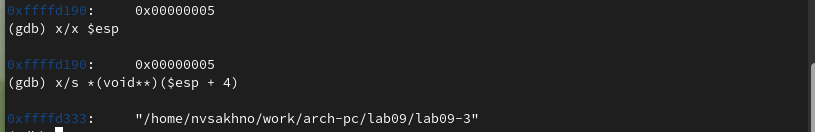 0xffffd190: 0x00000005
(gdb) x/x $esp
0xffffd190: 0x00000005
(gdb) x/s *(void**)($esp + 4)
0xffffd333: "/home/nvsakhno/work/arch-pc/lab09/lab09-3"